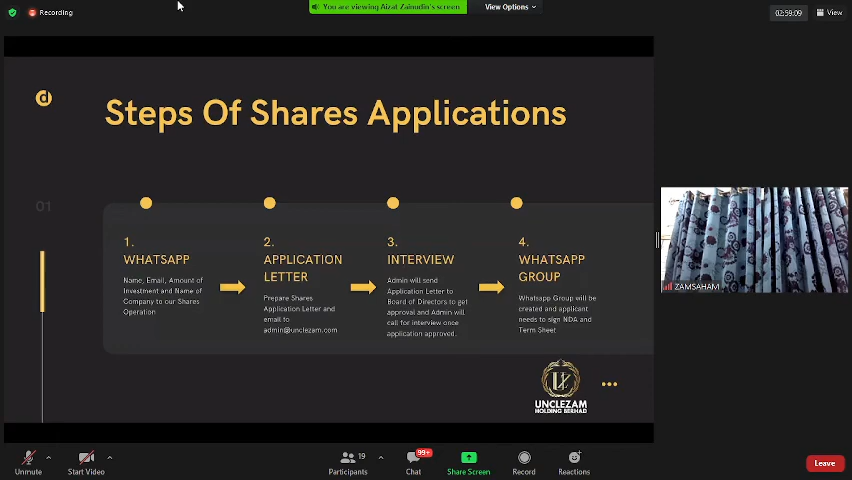 Recording
You are viewing Aizat Zainudin's screen
View Options
02:59:09
View
d
Steps Of Shares Applications
01
1.
WHATSAPP
Name, Email, Amount of
Investment and Name of
Company to our Shares
Operation
2.
APPLICATION
LETTER
Prepare Shares
Application Letter and
email to
admin@unclezam.com
3.
INTERVIEW
Admin will send
Application Letter to
Board of Directors to get
approval and Admin will
call for interview once
application approved.
4.
WHATSAPP
GROUP
Whatsapp Group will be
created and applicant
needs to sign NDA and
Term Sheet
UZ
UNCLEZAM
HOLDING BERHAD
ZAMSAHAM
Unmute
Start Video
Participants
19
Chat
99+
Share Screen
Record
Reactions
Leave